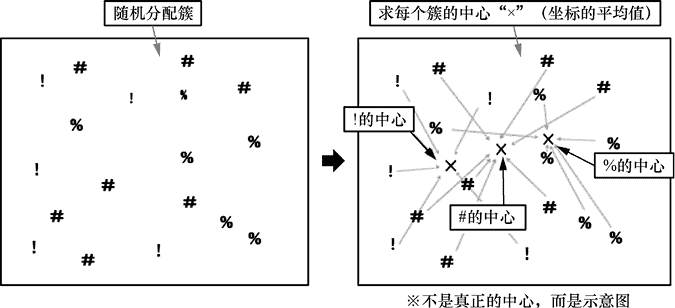 随机分配簇
求每个簇的中心“×”（坐标的平均值）
# # # ! ! % % % ! % # # # % ! ! # %
!的中心
%的中心
#的中心
※不是真正的中心，而是示意图